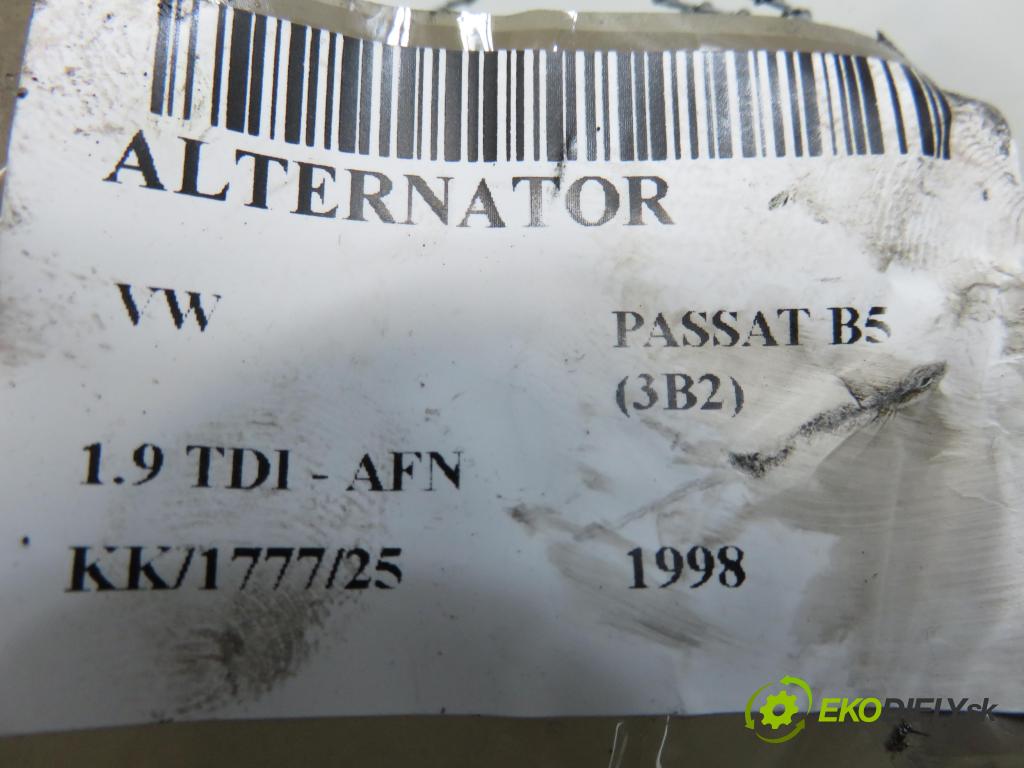 ALTERNATOR
VW
PASSAT B5
(3B2)
1.9 TDI - AFN
KK/1777/25
1998
EKODIELY.sk